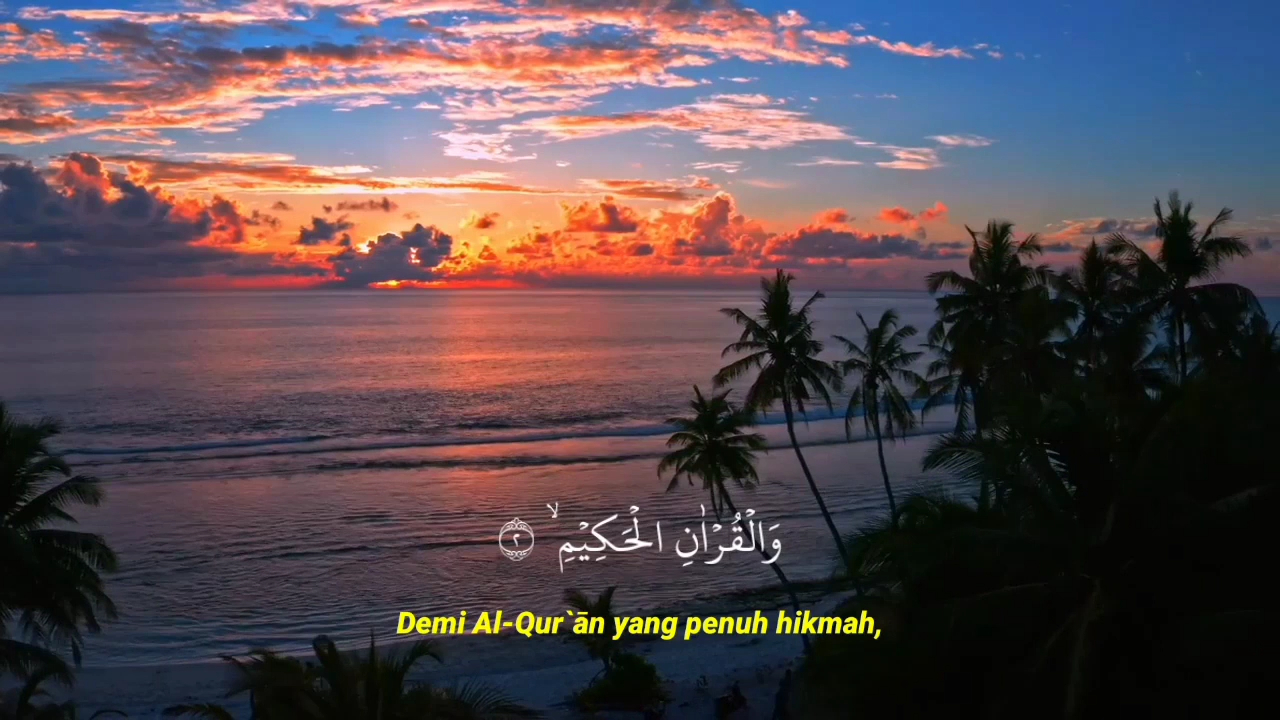 وَالْقُرْاٰنِ الْحَكِيْمِۙ ۝٢
Demi Al-Qur`ān yang penuh hikmah,